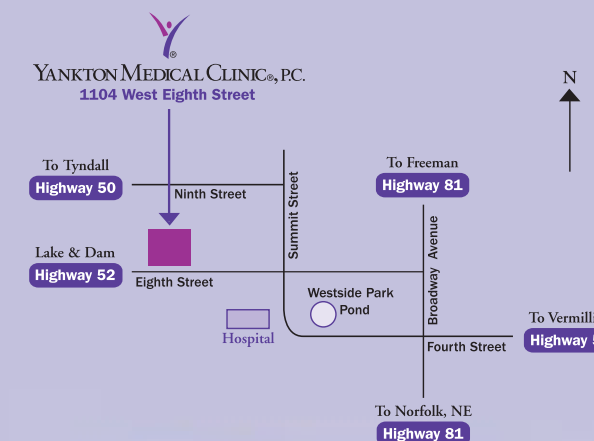 YANKTON MEDICAL CLINIC®, P.C.
1104 West Eighth Street
N
To Tyndall
Highway 50
Ninth Street
Summit Street
To Freeman
Highway 81
Broadway Avenue
Lake & Dam
Highway 52
Eighth Street
Westside Park
Pond
Hospital
Fourth Street
To
Highway
To Norfolk, NE
Highway 81